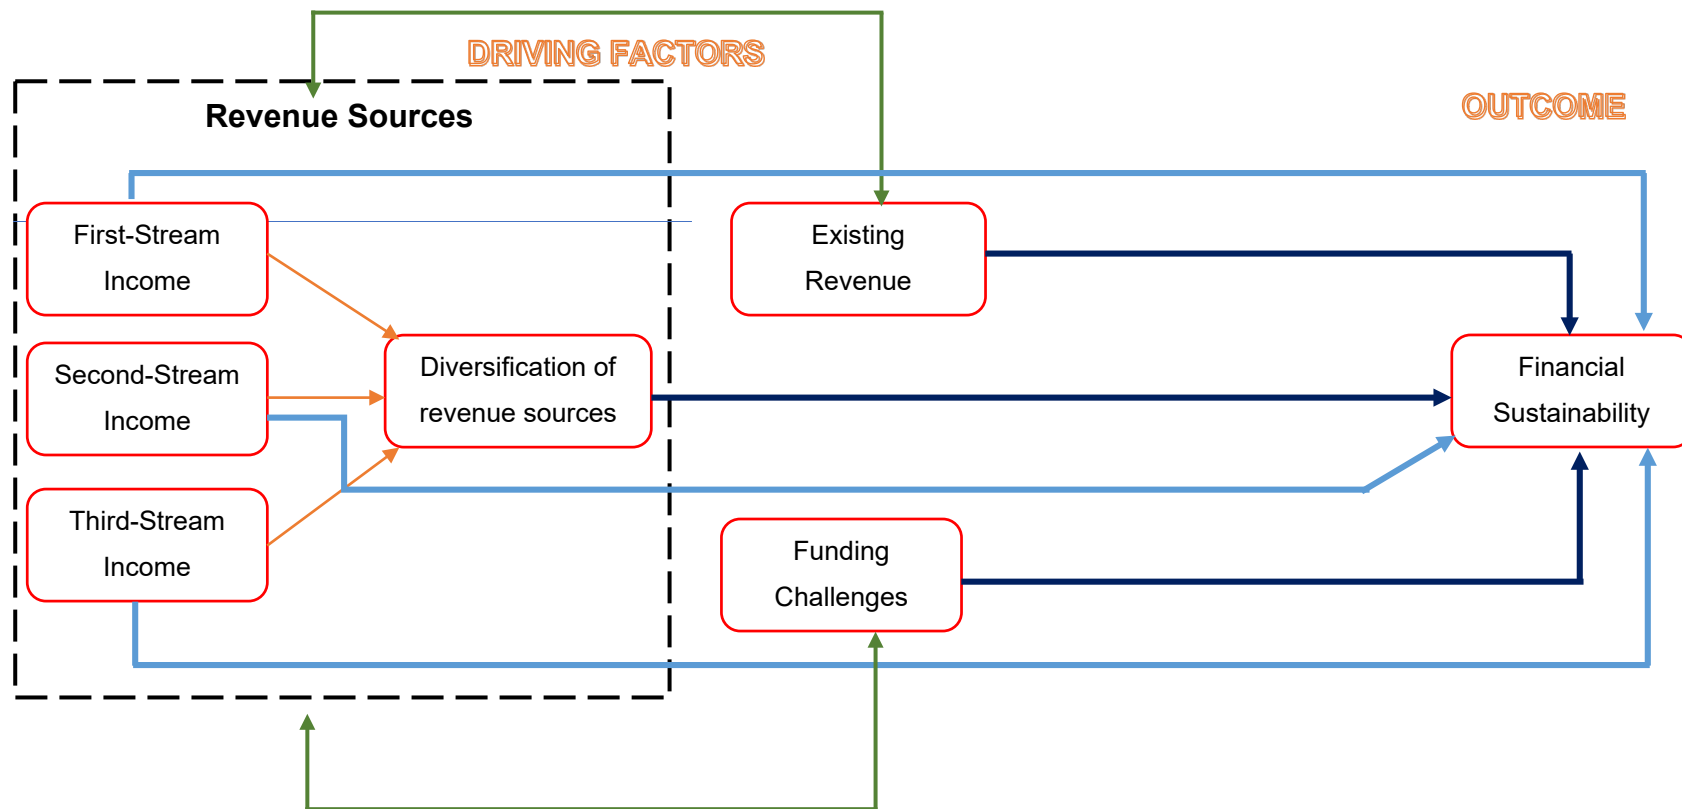 DRIVING FACTORS
OUTCOME
Revenue Sources
First-Stream
Income
Existing
Revenue
Second-Stream
Income
Diversification of
revenue sources
Financial
Sustainability
Third-Stream
Income
Funding
Challenges